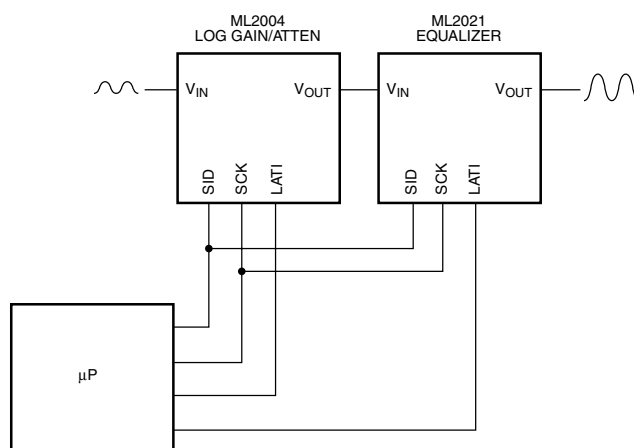 ML2004
LOG GAIN/ATTEN
ML2021
EQUALIZER
VIN
VOUT
VIN
VOUT
SID
SCK
LATI
SID
SCK
LATI
μP